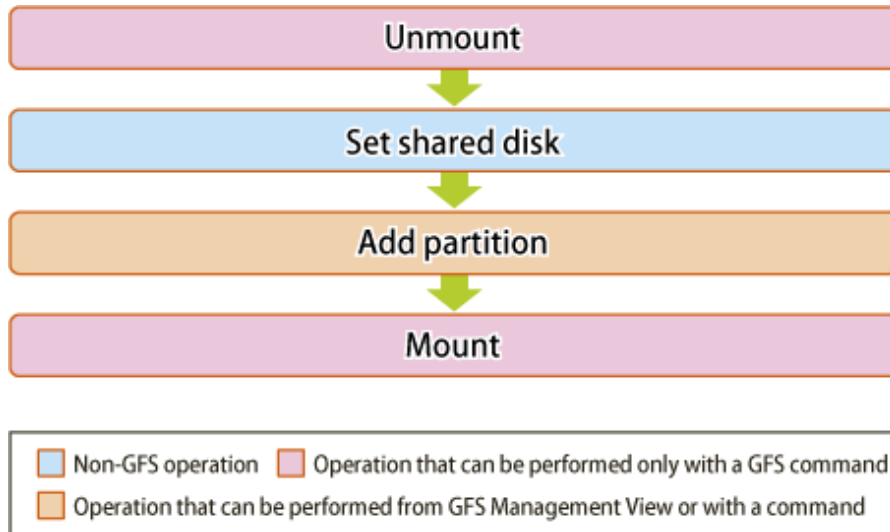 Unmount
Set shared disk
Add partition
Mount
Non-GFS operation Operation that can be performed only with a GFS command
Operation that can be performed from GFS Management View or with a command